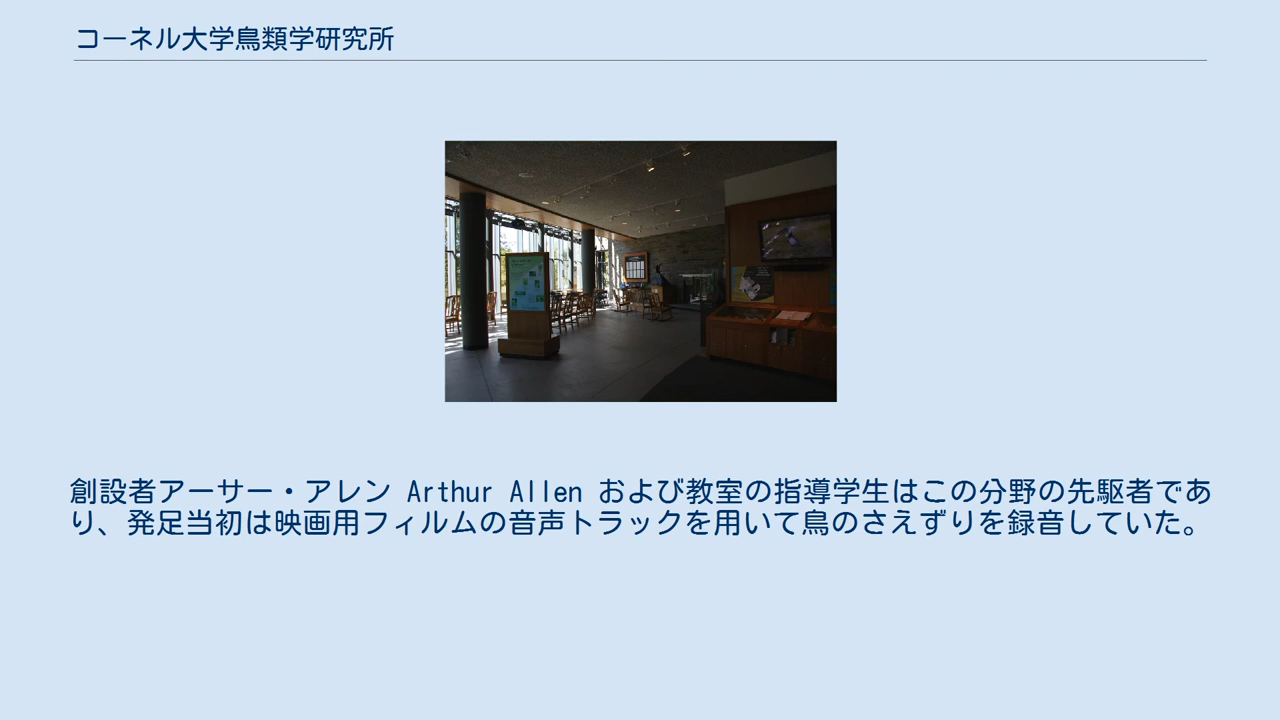 コーネル大学鳥類学研究所
創設者アーサー・アレン Arthur Allen および教室の指導学生はこの分野の先駆者であ
り、発足当初は映画用フィルムの音声トラックを用いて鳥のさえずりを録音していた。